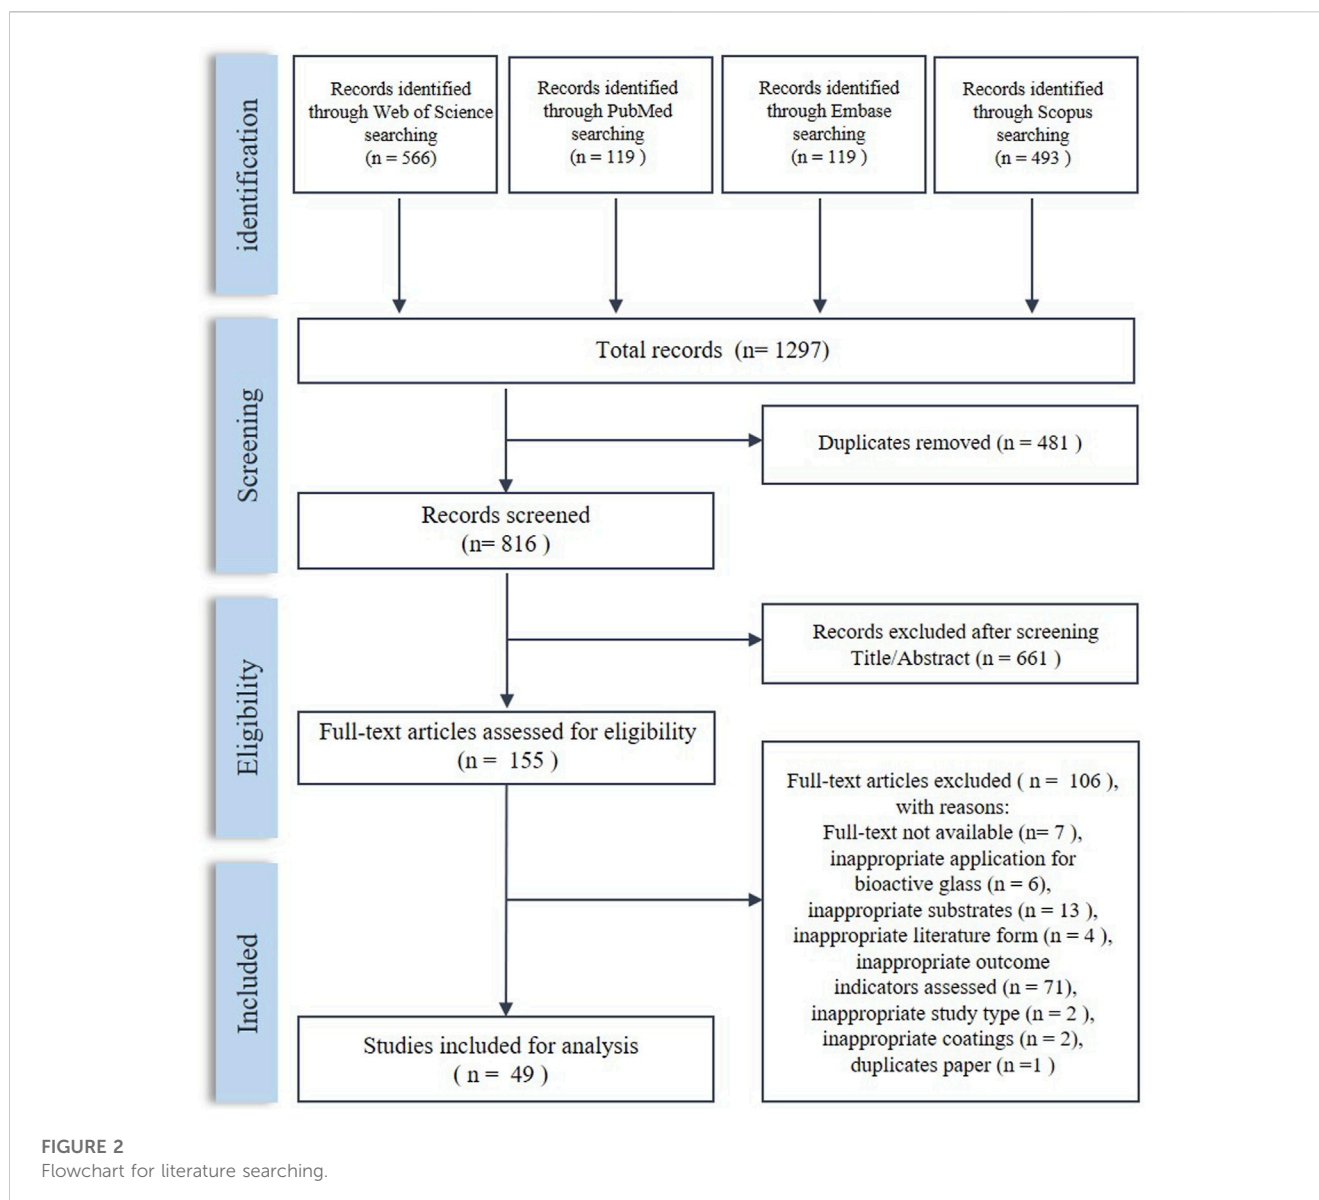 identification
Records identified
through Web of Science
searching
(n = 566)
Records identified
through PubMed
searching
(n = 119 )
Records identified
through Embase
searching
(n = 119 )
Records identified
through Scopus
searching
(n = 493 )
Screening
Total records (n= 1297)
Duplicates removed (n = 481 )
Records screened
(n= 816 )
Eligibility
Records excluded after screening
Title/Abstract (n = 661 )
Full-text articles assessed for eligibility
(n = 155 )
Full-text articles excluded ( n = 106 ),
with reasons:
Full-text not available (n= 7 ),
inappropriate application for
bioactive glass (n = 6),
inappropriate substrates (n = 13 ),
inappropriate literature form (n = 4 ),
inappropriate outcome
indicators assessed (n = 71),
inappropriate study type (n = 2 ),
inappropriate coatings (n = 2),
duplicates paper (n =1 )
Included
Studies included for analysis
( n = 49 )
FIGURE 2
Flowchart for literature searching.